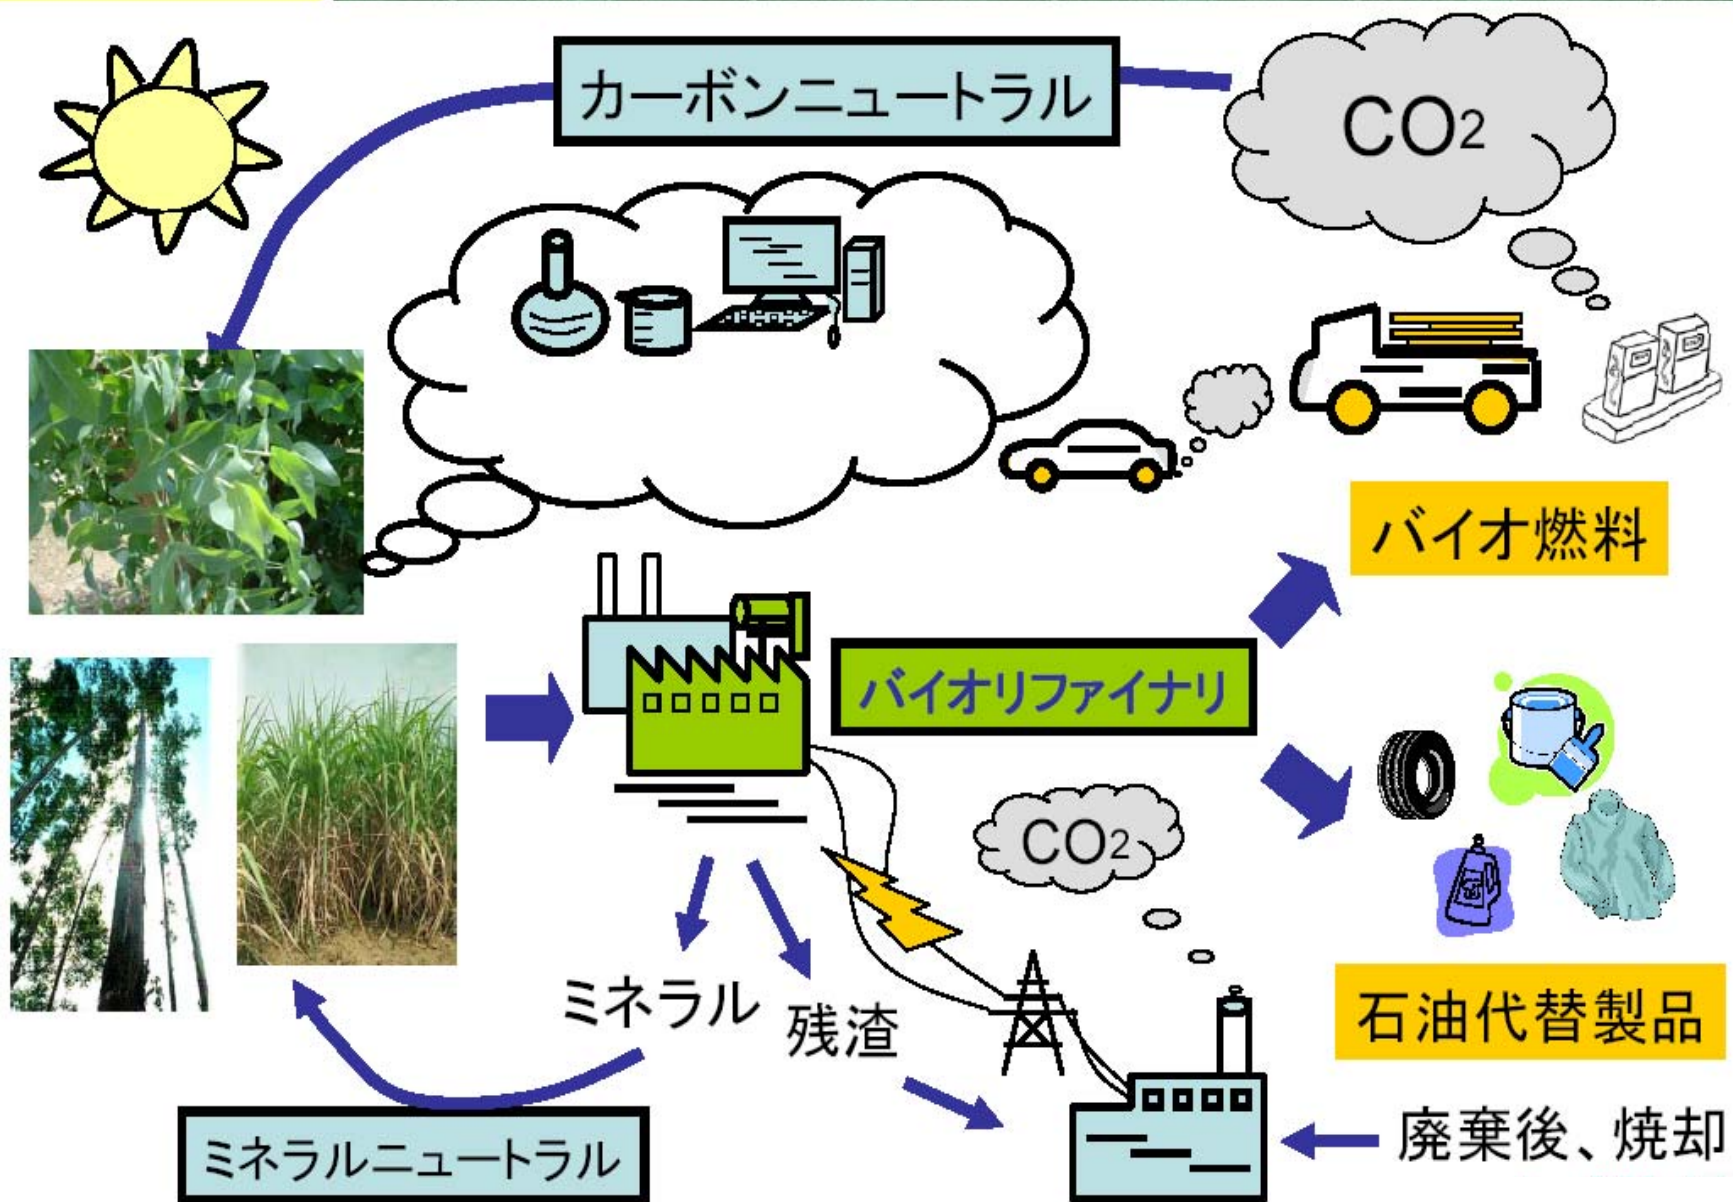 カーボンニュートラル
CO2
バイオ燃料
バイオリファイナリ
CO2
ミネラル
残渣
石油代替製品
廃棄後、焼却
ミネラルニュートラル